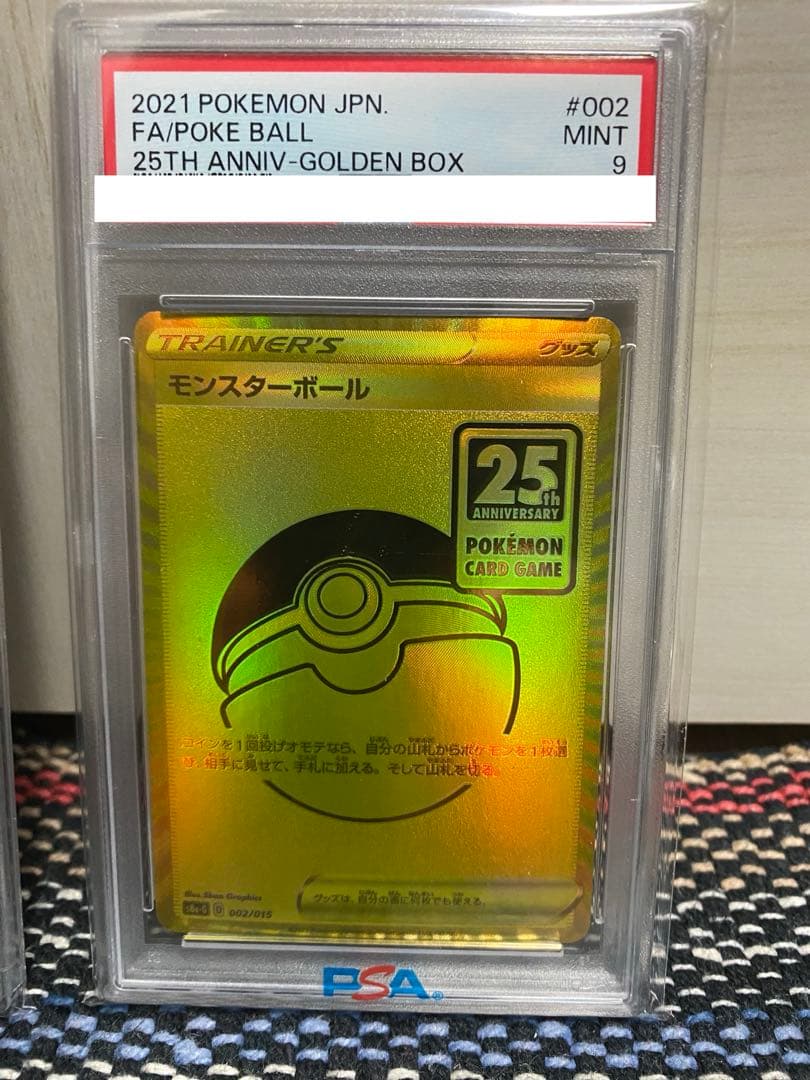 2021 POKEMON JPN. #002
FA/POKE BALL MINT
25TH ANNIV-GOLDEN BOX 9
TRAINER'S グッズ
モンスターボール
25th
ANNIVERSARY
POKÉMON
CARD GAME
コインを1回投げオモテなら、自分の山札からポケモンを1枚選
び、相手に見せて、手札に加える。そして山札を切る。
Illus. Shun Graphics
グッズは、自分の番に何枚でも使える。
D 002/015
PSA